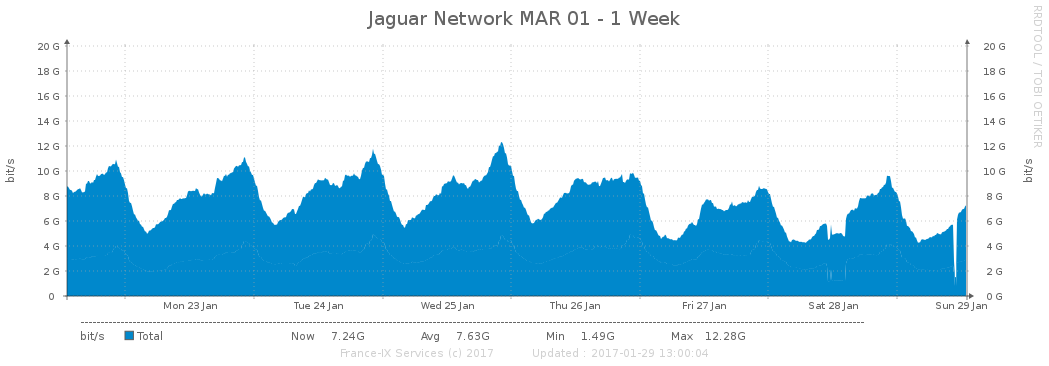 Jaguar Network MAR 01 - 1 Week
RRDTOOL / TOBI OETIKER
bit/s
20 G
18 G
16 G
14 G
12 G
10 G
8 G
6 G
4 G
2 G
0
20 G
18 G
16 G
14 G
12 G
10 G
8 G
6 G
4 G
2 G
0 G
bit/s
Mon 23 Jan Tue 24 Jan Wed 25 Jan Thu 26 Jan Fri 27 Jan Sat 28 Jan Sun 29 Jan
bit/s Total Now 7.24G Avg 7.63G Min 1.49G Max 12.28G
France-IX Services (c) 2017 Updated : 2017-01-29 13:00:04